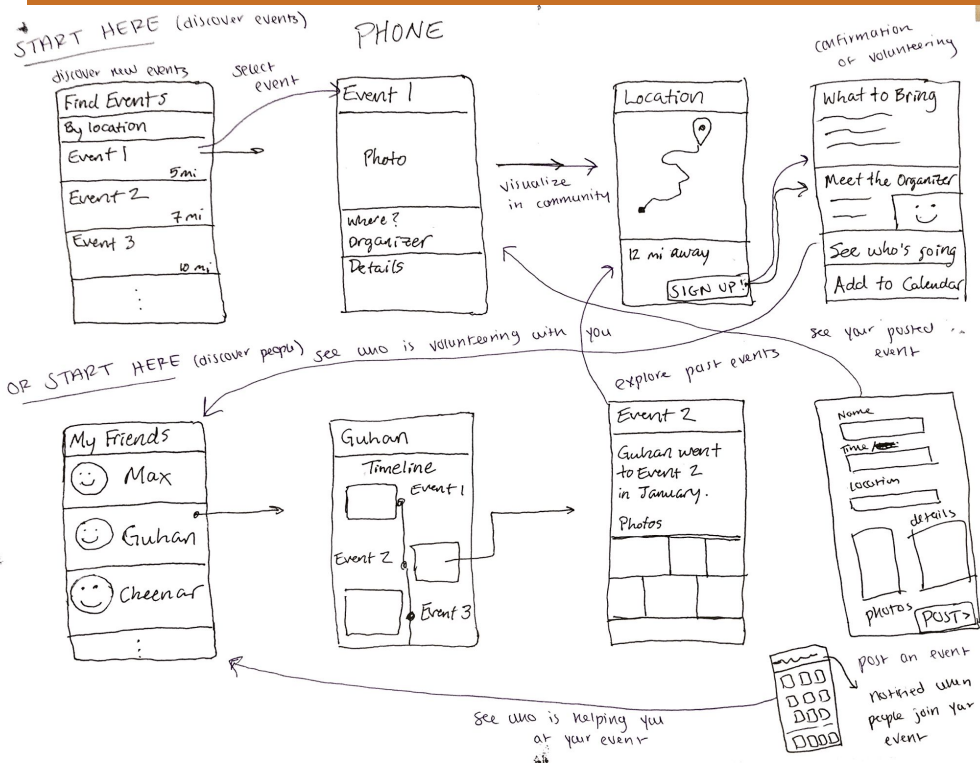 START HERE (discover events)
PHONE
discover new events
select
event
Find Events
By location
Event 1
5mi
Event 2
7 mi
Event 3
10 mi
Event 1
Photo
Where?
Organizer
Details
visualize
in community
Location
12 mi away
SIGN UP!
confirmation
of volunteering
What to Bring
Meet the Organizer
See who's going
Add to Calendar
OR START HERE (discover people)
see who is volunteering with you
My Friends
Max
Guhan
Cheenar
Guhan
Timeline
Event 1
Event 2
Event 3
explore past events
Event 2
Guhan went
to Event 2
in January.
Photos
see your posted
event
Name
Time
Location
details
photos
POST>
post an event
notified when
people join your
event
see who is helping you
at your event